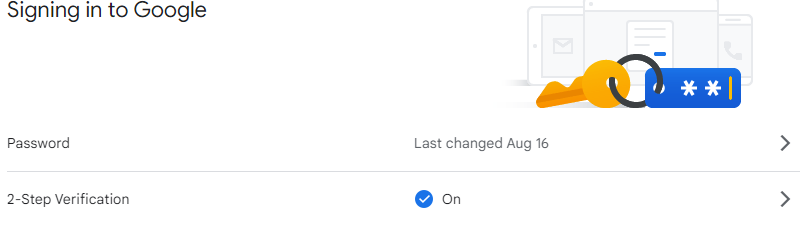 Signing in to Google
**
Password Last changed Aug 16
2-Step Verification On